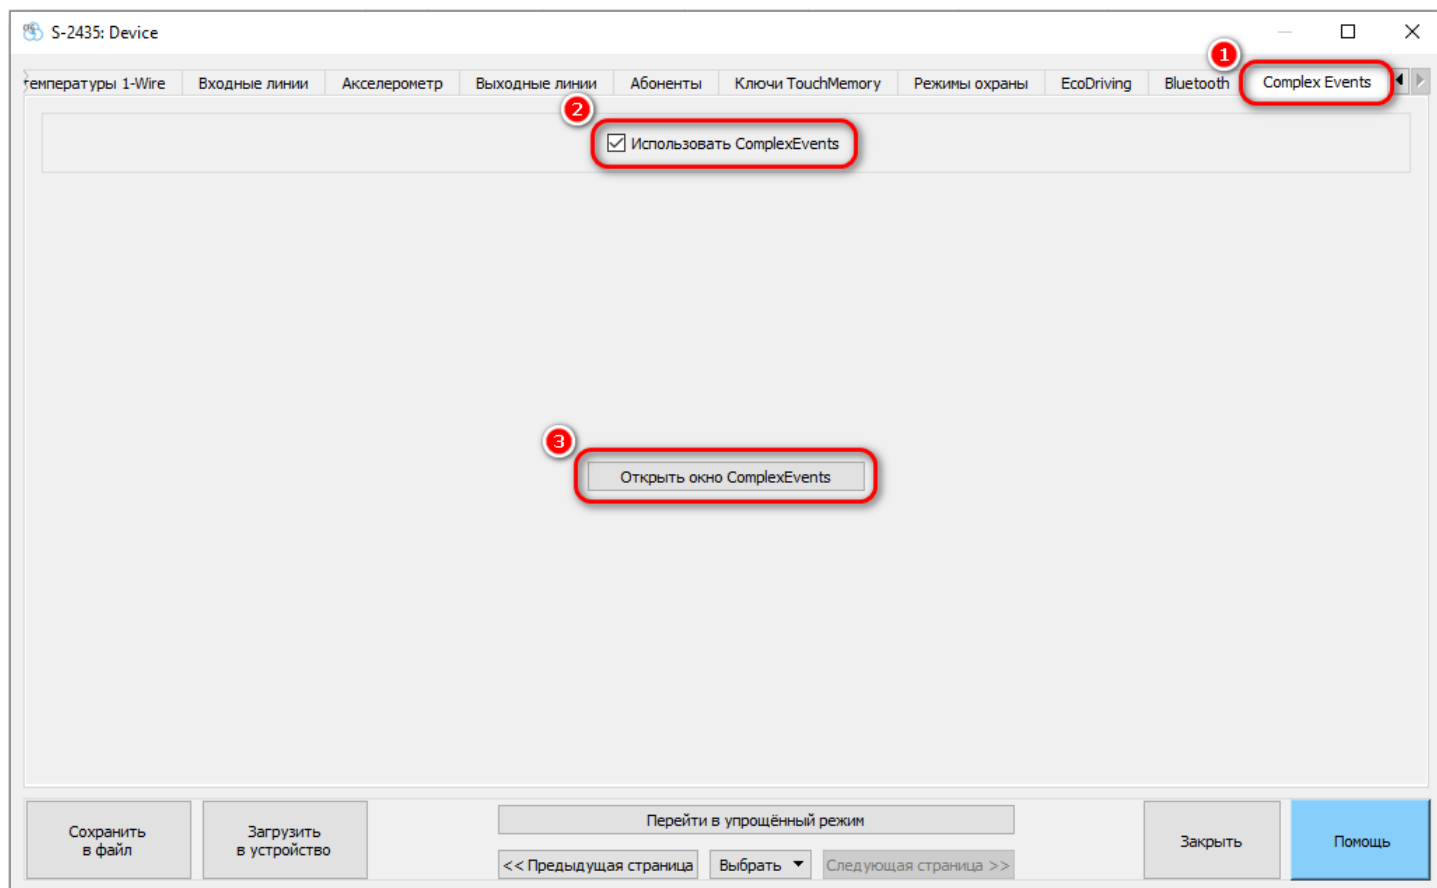 S-2435: Device
1
температуры 1-Wire Входные линии Акселерометр Выходные линии Абоненты Ключи TouchMemory Режимы охраны EcoDriving Bluetooth Complex Events
2
Использовать ComplexEvents
3
Открыть окно ComplexEvents
Сохранить
в файл
Загрузить
в устройство
Перейти в упрощённый режим
<< Предыдущая страница Выбрать Следующая страница >>
Закрыть
Помощь